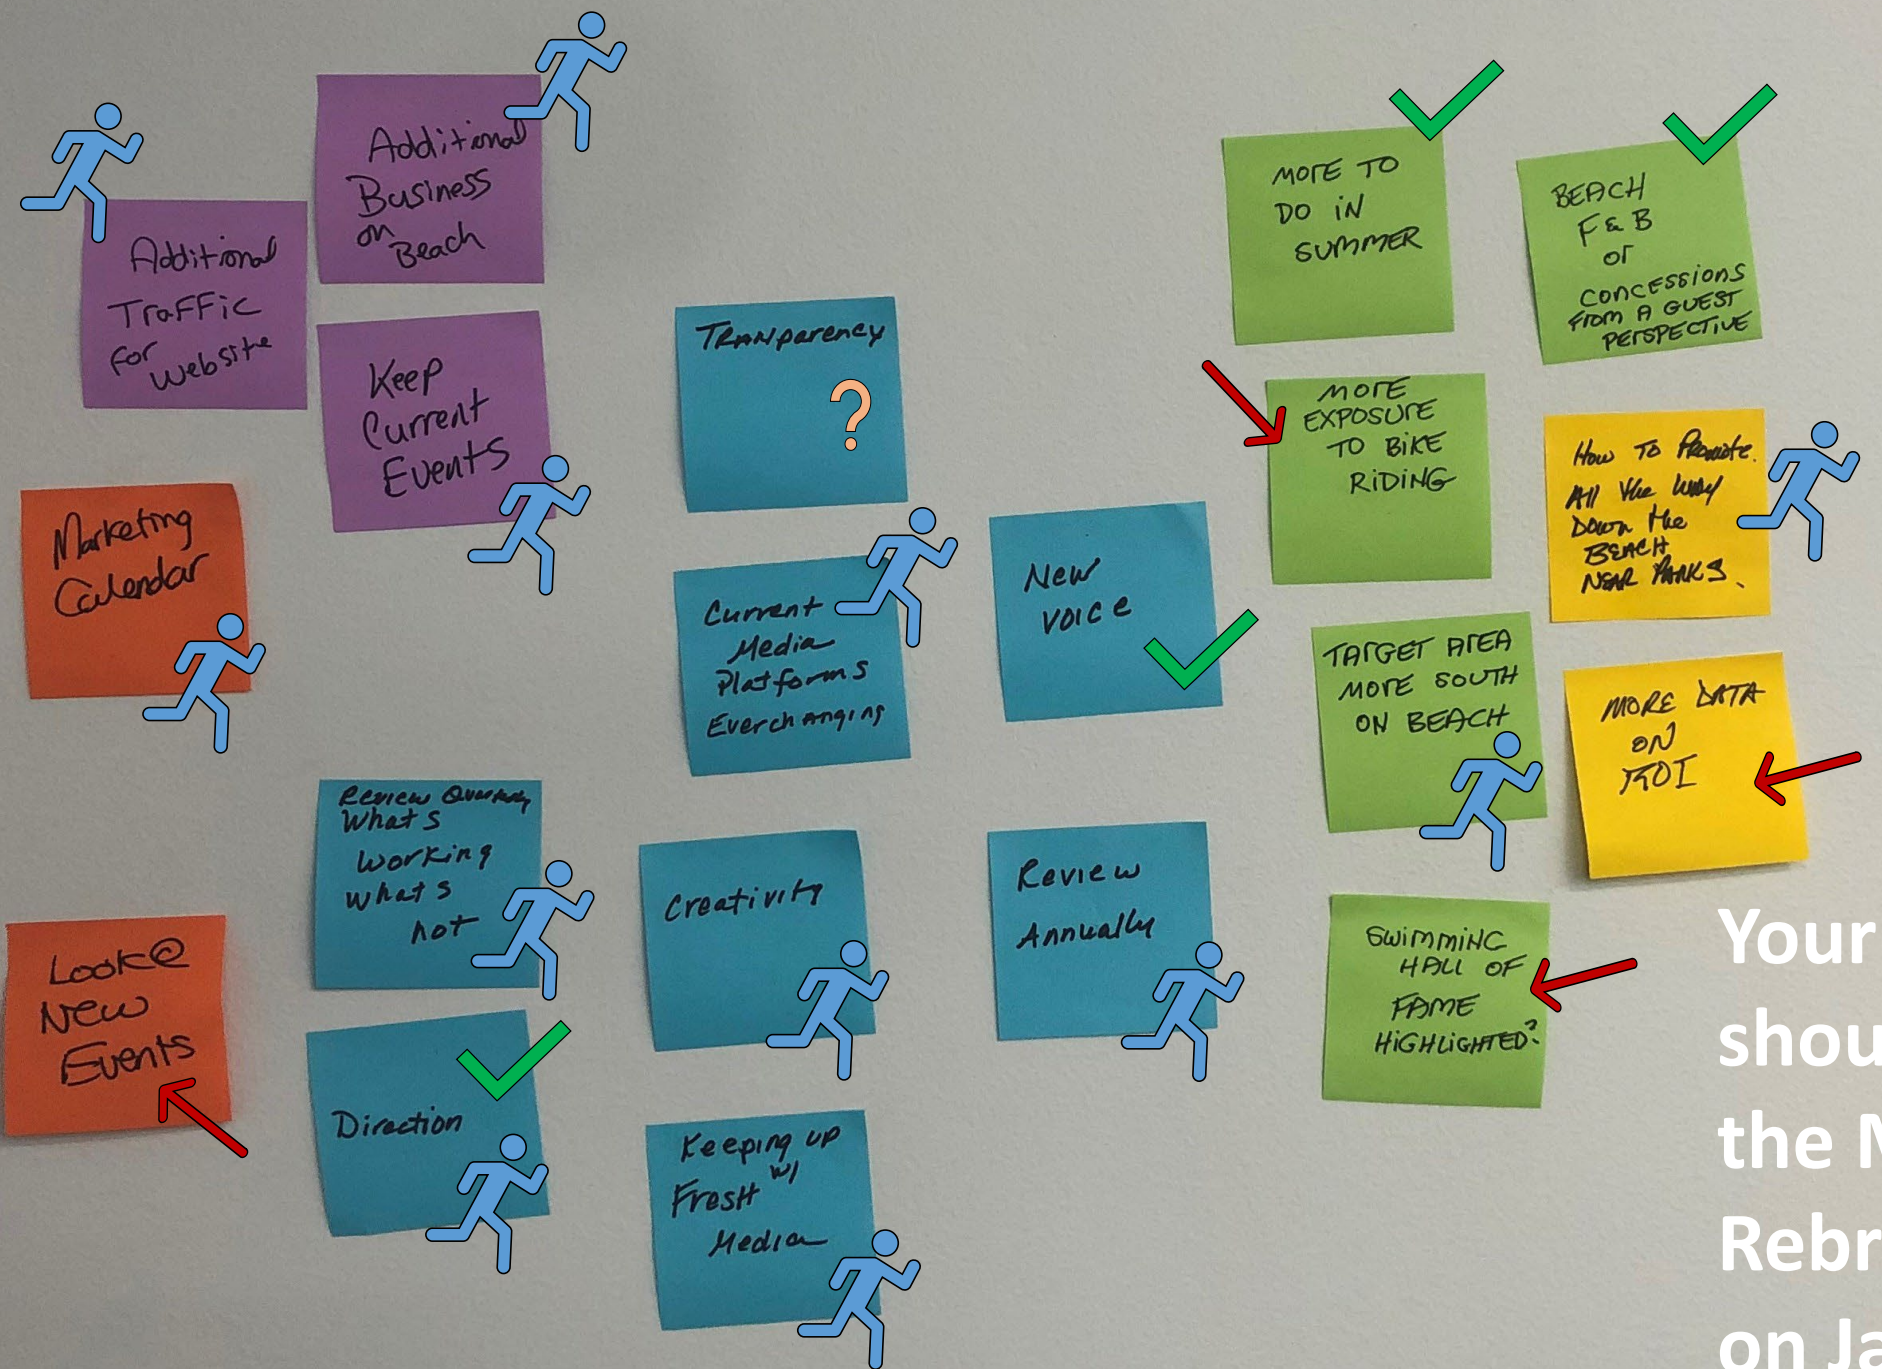 Additional
Traffic
for
Website
Additional
Business
on
Beach
Keep
Current
Events
Marketing
Calendar
Look@
New
Events
Tranparency
?
Current
Media
Platforms
Everchanging
New
Voice
Review Quarterly
What's
working
what's
not
Creativity
Review
Annually
Direction
Keeping up
w/
Fresh
Media
MORE TO
DO IN
SUMMER
BEACH
F & B
or
CONCESSIONS
FROM A GUEST
PERSPECTIVE
MORE
EXPOSURE
TO BIKE
RIDING
How To Promote
All the way
Down the
BEACH
NEAR PARKS.
TARGET AREA
MORE SOUTH
ON BEACH
MORE DATA
ON
ROI
SWIMMING
HALL OF
FAME
HIGHLIGHTED?
Your
shou
the M
Rebr
on Ja